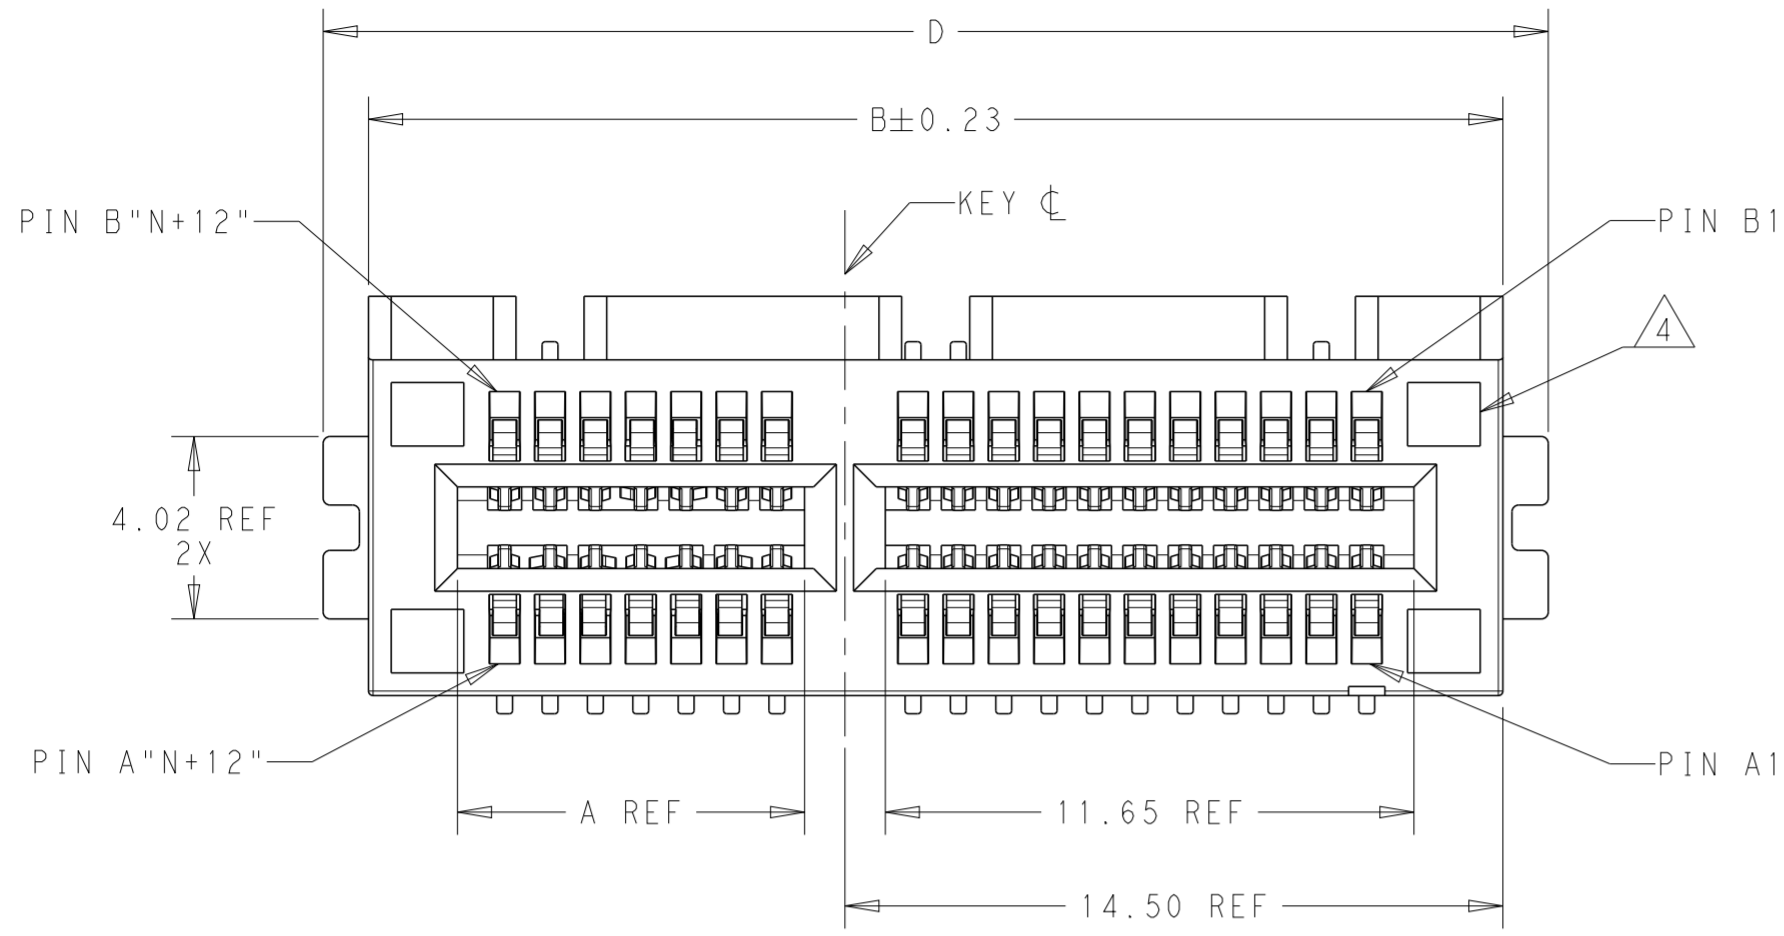 D
B±0.23
KEY ℄
PIN B"N+12"
PIN B1
4
4.02 REF
2X
PIN A"N+12"
PIN A1
A REF
11.65 REF
14.50 REF